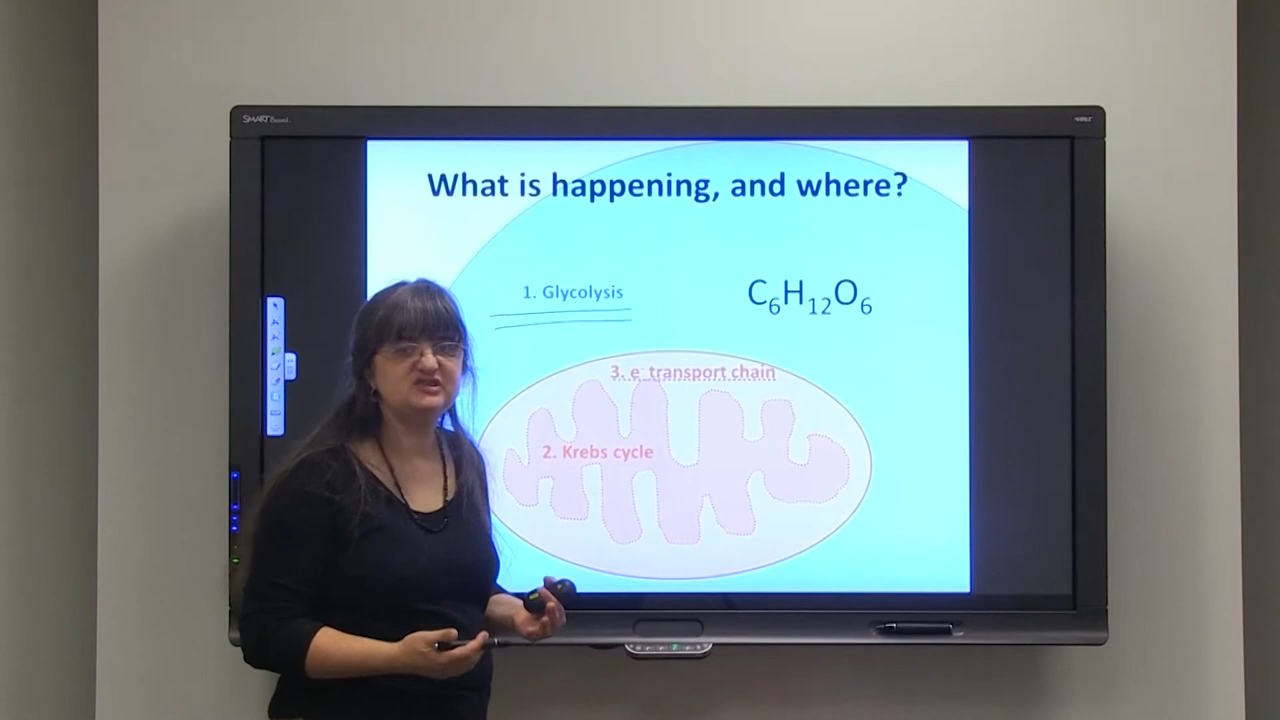 SMART Board
What is happening, and where?
1. Glycolysis
C6H12O6
3. e- transport chain
2. Krebs cycle